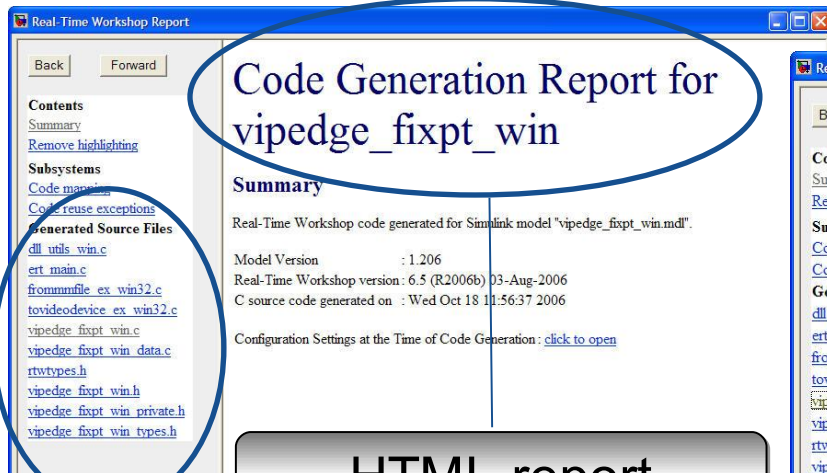 Real-Time Workshop Report
Back Forward
Contents
Summary
Remove highlighting
Subsystems
Code mapping
Code reuse exceptions
Generated Source Files
dll_utils_win.c
ert_main.c
frommmfile_ex_win32.c
tovideodevice_ex_win32.c
vipedge_fixpt_win.c
vipedge_fixpt_win_data.c
rtwtypes.h
vipedge_fixpt_win.h
vipedge_fixpt_win_private.h
vipedge_fixpt_win_types.h
Code Generation Report for
vipedge_fixpt_win
Summary
Real-Time Workshop code generated for Simulink model "vipedge_fixpt_win.mdl".
Model Version : 1.206
Real-Time Workshop version : 6.5 (R2006b) 03-Aug-2006
C source code generated on : Wed Oct 18 11:56:37 2006
Configuration Settings at the Time of Code Generation : click to open
HTML report